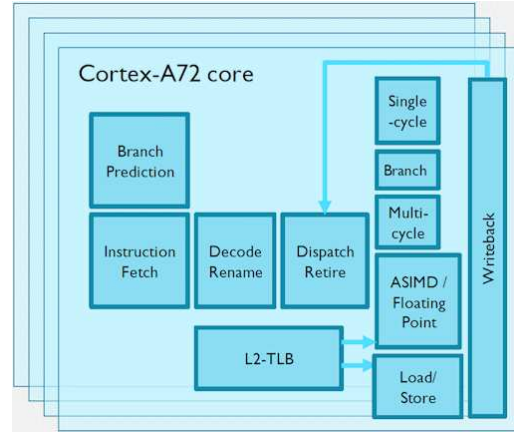 Cortex-A72 core
Single
-cycle
Branch
Prediction
Branch
Multi-
cycle
Instruction
Fetch
Decode
Rename
Dispatch
Retire
ASIMD /
Floating
Point
Writeback
L2-TLB
Load/
Store